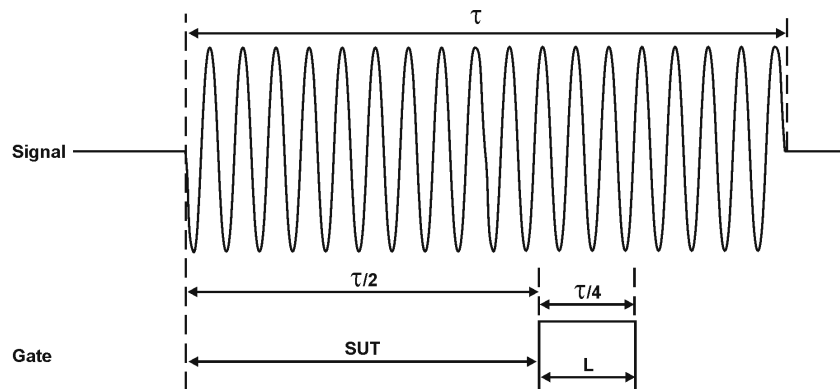 τ
Signal
τ/2
τ/4
SUT
Gate
L